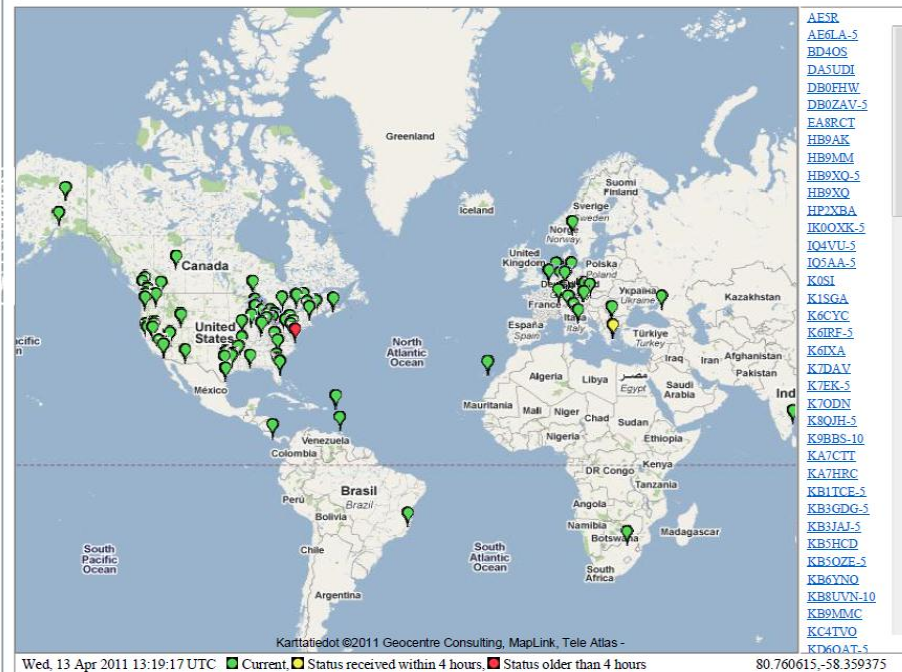 Greenland
Iceland
Suomi
Finland
Sverige
Sweden
Norge
Norway
Canada
United
Kingdom
Polska
Poland
Україна
Ukraine
Kazakhstan
France
Italia
Italy
España
Spain
Türkiye
Turkey
United
States
North
Atlantic
Ocean
Iraq
Iran
Afghanistan
Pakistan
Algeria
Libya
مصر
Egypt
Saudi
Arabia
Ind
México
Mauritania
Mali
Niger
Chad
Sudan
Nigeria
Ethiopia
Venezuela
Colombia
DR Congo
Kenya
Tanzania
Perú
Brasil
Brazil
Bolivia
Angola
Namibia
Botswana
Madagascar
Chile
South
Pacific
Ocean
South
Atlantic
Ocean
South
Africa
Argentina
Karttatiedot ©2011 Geocentre Consulting, MapLink, Tele Atlas -
AE5R
AE6LA-5
BD4OS
DA5UDI
DB0FHW
DB0ZAV-5
EA8RCT
HB9AK
HB9MM
HB9XQ-5
HB9XQ
HP2XBA
IK0OXK-5
IQ4VU-5
IQ5AA-5
K0SI
K1SGA
K6CYC
K6IRF-5
K6IXA
K7DAV
K7EK-5
K7ODN
K8QJH-5
K9BBS-10
KA7CTT
KA7HRC
KB1TCE-5
KB3GDG-5
KB3JAJ-5
KB5HCD
KB5OZE-5
KB6YNO
KB8UVN-10
KB9MMC
KC4TVO
KD6OAT-5
Wed, 13 Apr 2011 13:19:17 UTC Current, Status received within 4 hours, Status older than 4 hours 80.760615,-58.359375